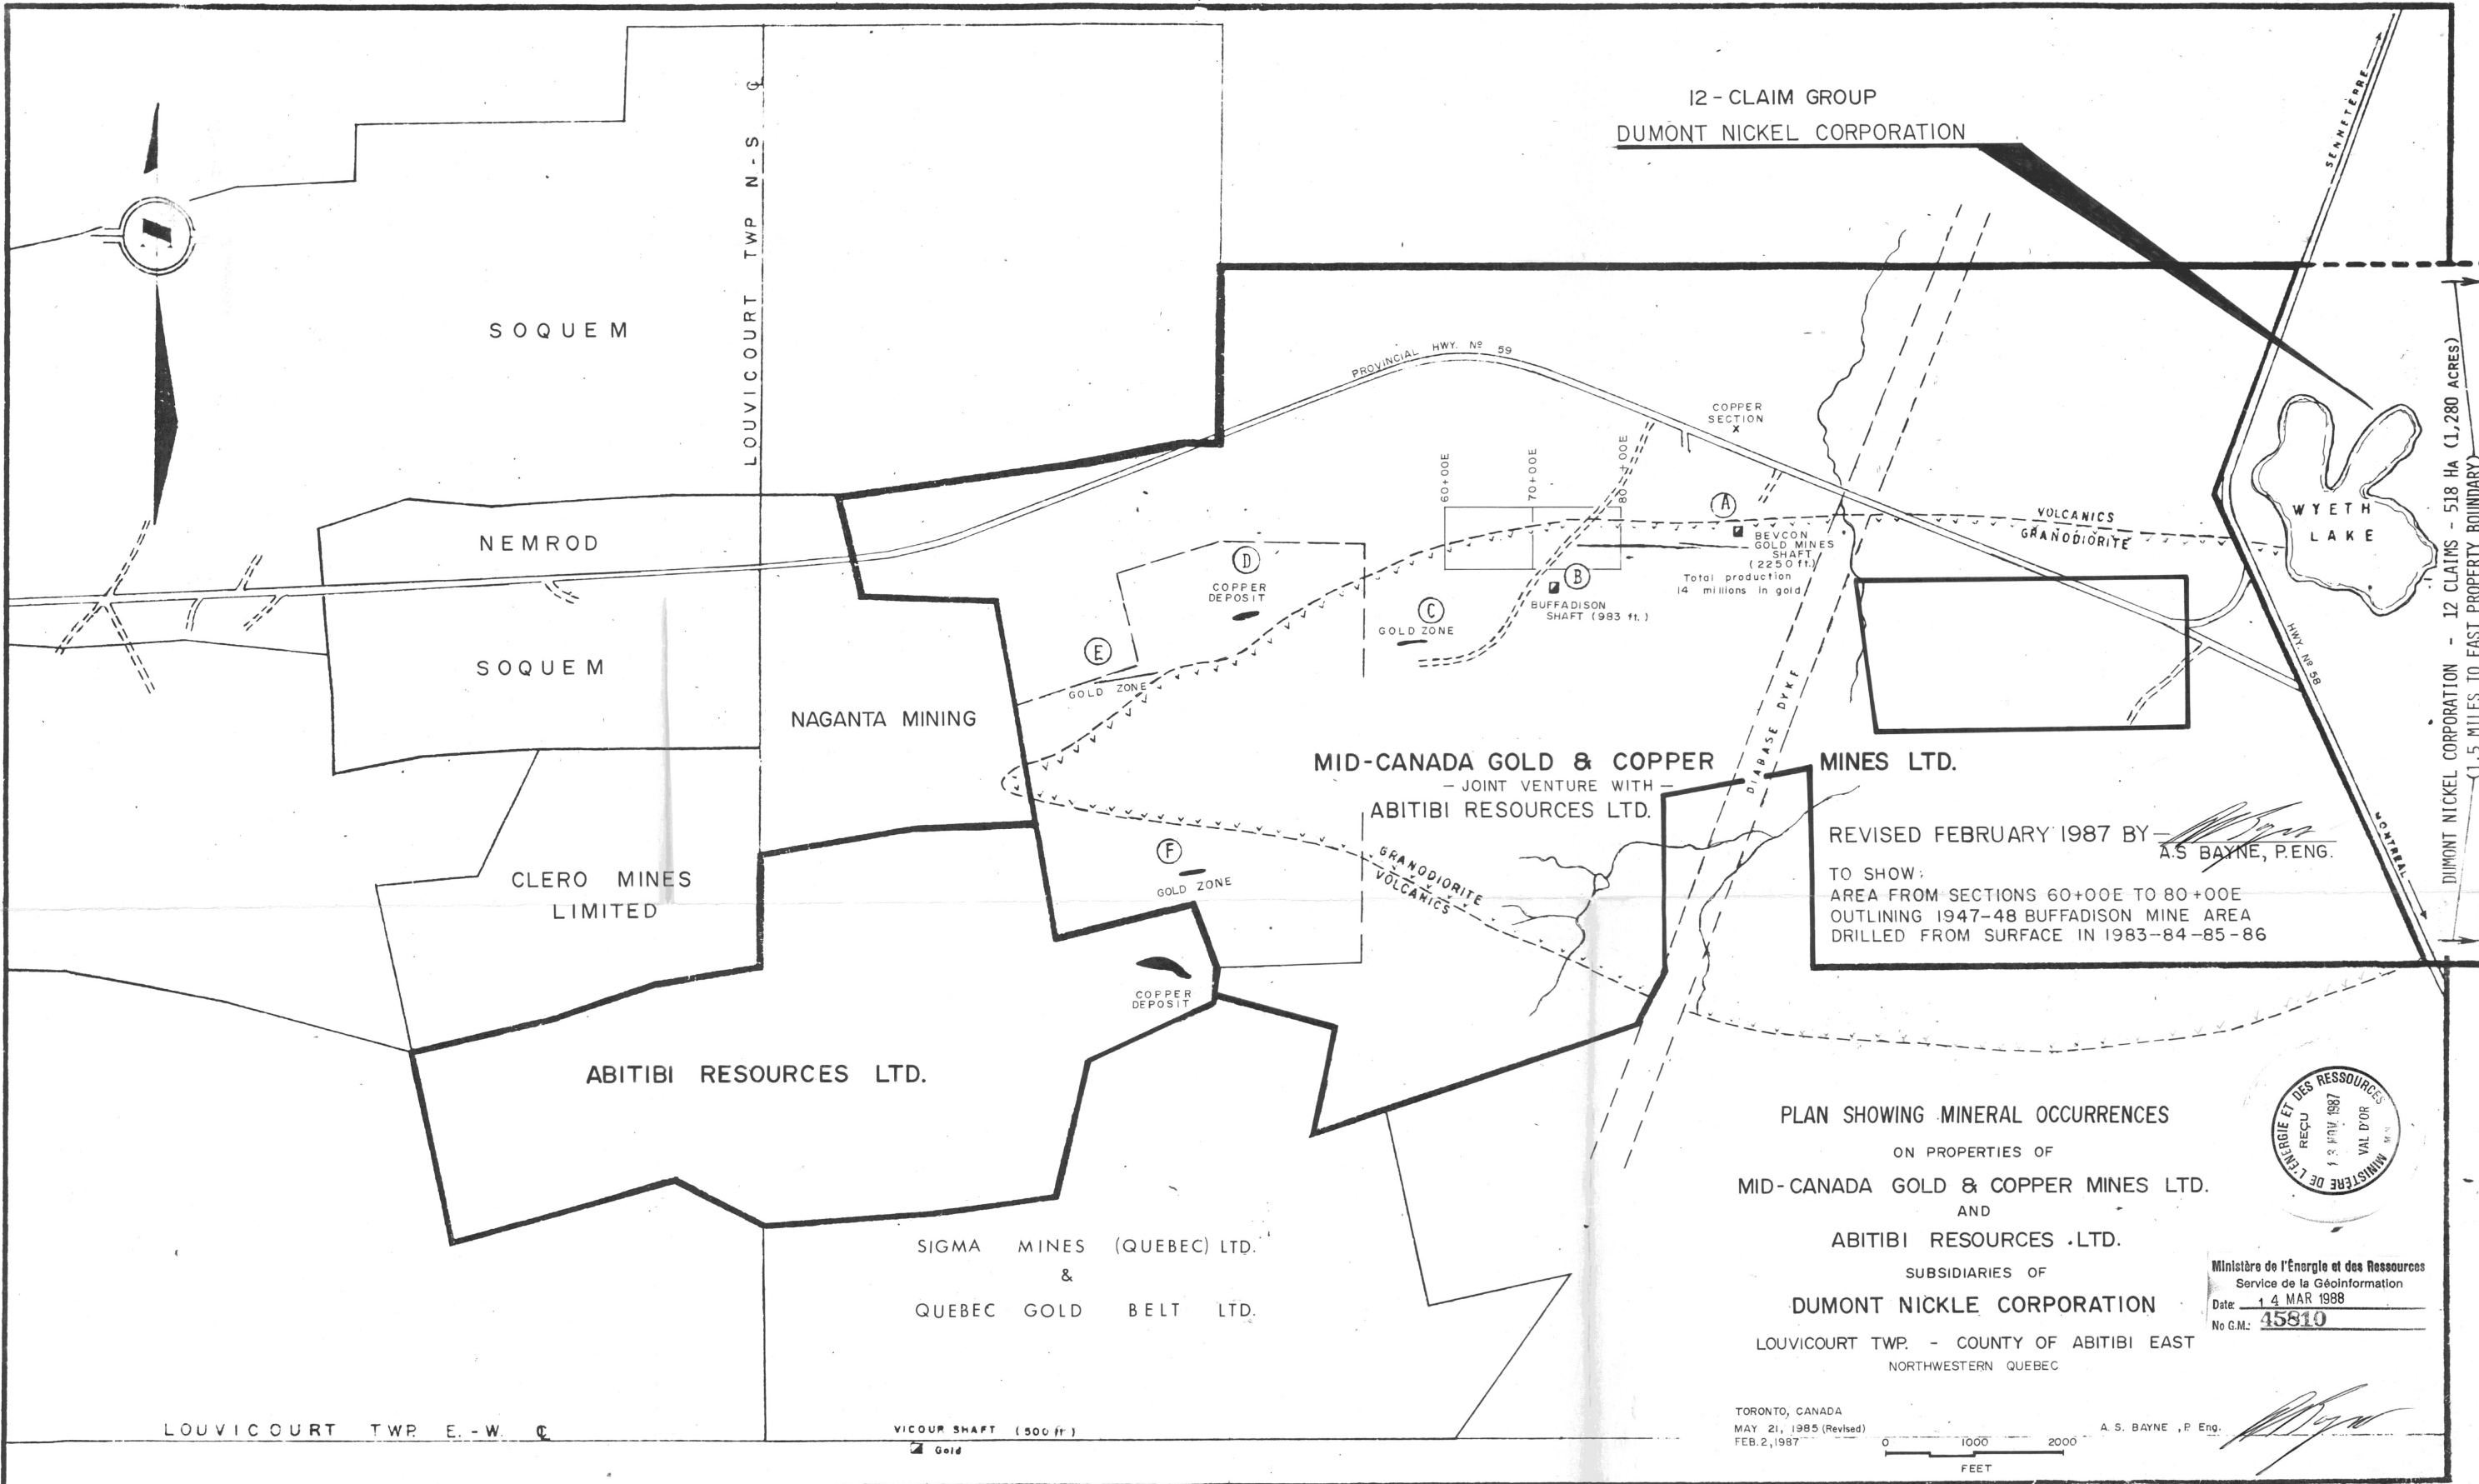 12-CLAIM GROUP
DUMONT NICKEL CORPORATION
SENNETERRE
LOUVICOURT TWP N-S ℄
SOQUEM
PROVINCIAL HWY. Nº 59
COPPER
SECTION
X
60+00E
70+00E
80+00E
A
BEVCON
GOLD MINES
SHAFT
(2250 ft.)
Total production
14 millions in gold
VOLCANICS
GRANODIORITE
WYETH
LAKE
NEMROD
D
COPPER
DEPOSIT
B
BUFFADISON
SHAFT (983 ft.)
C
GOLD ZONE
E
GOLD ZONE
HWY. Nº 58
SOQUEM
NAGANTA MINING
DIABASE DYKE
MID-CANADA GOLD & COPPER MINES LTD.
— JOINT VENTURE WITH —
ABITIBI RESOURCES LTD.
DUMONT NICKEL CORPORATION - 12 CLAIMS - 518 HA (1,280 ACRES)
(1.5 MILES TO EAST PROPERTY BOUNDARY)
MONTREAL
REVISED FEBRUARY 1987 BY —
A.S BAYNE, P.ENG.
TO SHOW:
AREA FROM SECTIONS 60+00E TO 80+00E
OUTLINING 1947-48 BUFFADISON MINE AREA
DRILLED FROM SURFACE IN 1983-84-85-86
CLERO MINES
LIMITED
F
GOLD ZONE
GRANODIORITE
VOLCANICS
COPPER
DEPOSIT
ABITIBI RESOURCES LTD.
PLAN SHOWING MINERAL OCCURRENCES
ON PROPERTIES OF
MID-CANADA GOLD & COPPER MINES LTD.
AND
ABITIBI RESOURCES LTD.
SUBSIDIARIES OF
DUMONT NICKLE CORPORATION
LOUVICOURT TWP. - COUNTY OF ABITIBI EAST
NORTHWESTERN QUEBEC
MINISTÈRE DE L'ÉNERGIE ET DES RESSOURCES
REÇU
13 NOV. 1987
VAL D'OR
Ministère de l'Énergie et des Ressources
Service de la Géoinformation
Date: 14 MAR 1988
No G.M.: 45810
SIGMA MINES (QUEBEC) LTD.
&
QUEBEC GOLD BELT LTD.
TORONTO, CANADA
MAY 21, 1985 (Revised)
FEB. 2, 1987
0 1000 2000
FEET
A. S. BAYNE, P. Eng.
LOUVICOURT TWP. E.-W. ℄
VICOUR SHAFT (500 ft)
Gold